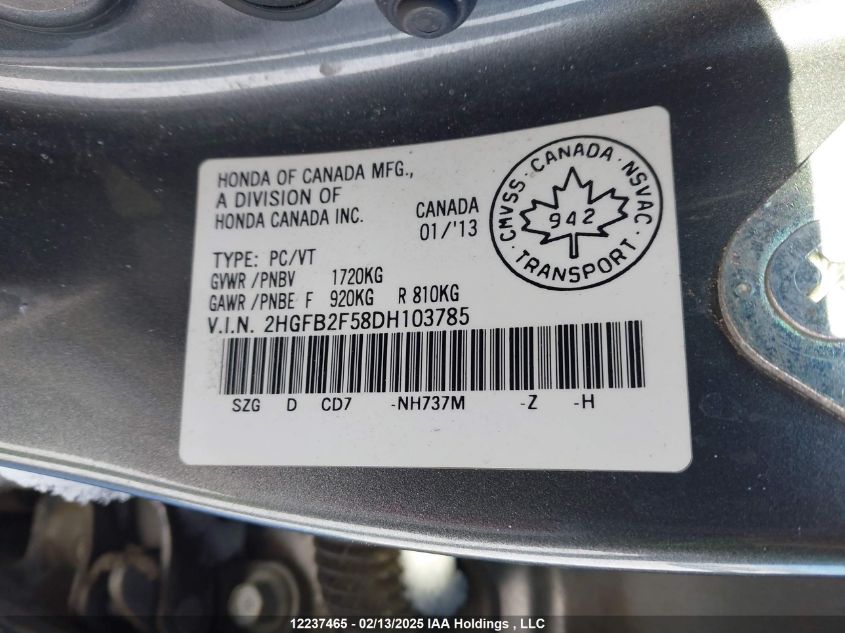 HONDA OF CANADA MFG.,
A DIVISION OF
HONDA CANADA INC.
CANADA
01/'13
CMVSS · CANADA · NSVAC
942
- TRANSPORT -
TYPE: PC/VT
GVWR /PNBV 1720KG
GAWR /PNBE F 920KG R 810KG
V.I.N. 2HGFB2F58DH103785
SZG D CD7 -NH737M -Z -H
12237465 - 02/13/2025 IAA Holdings , LLC